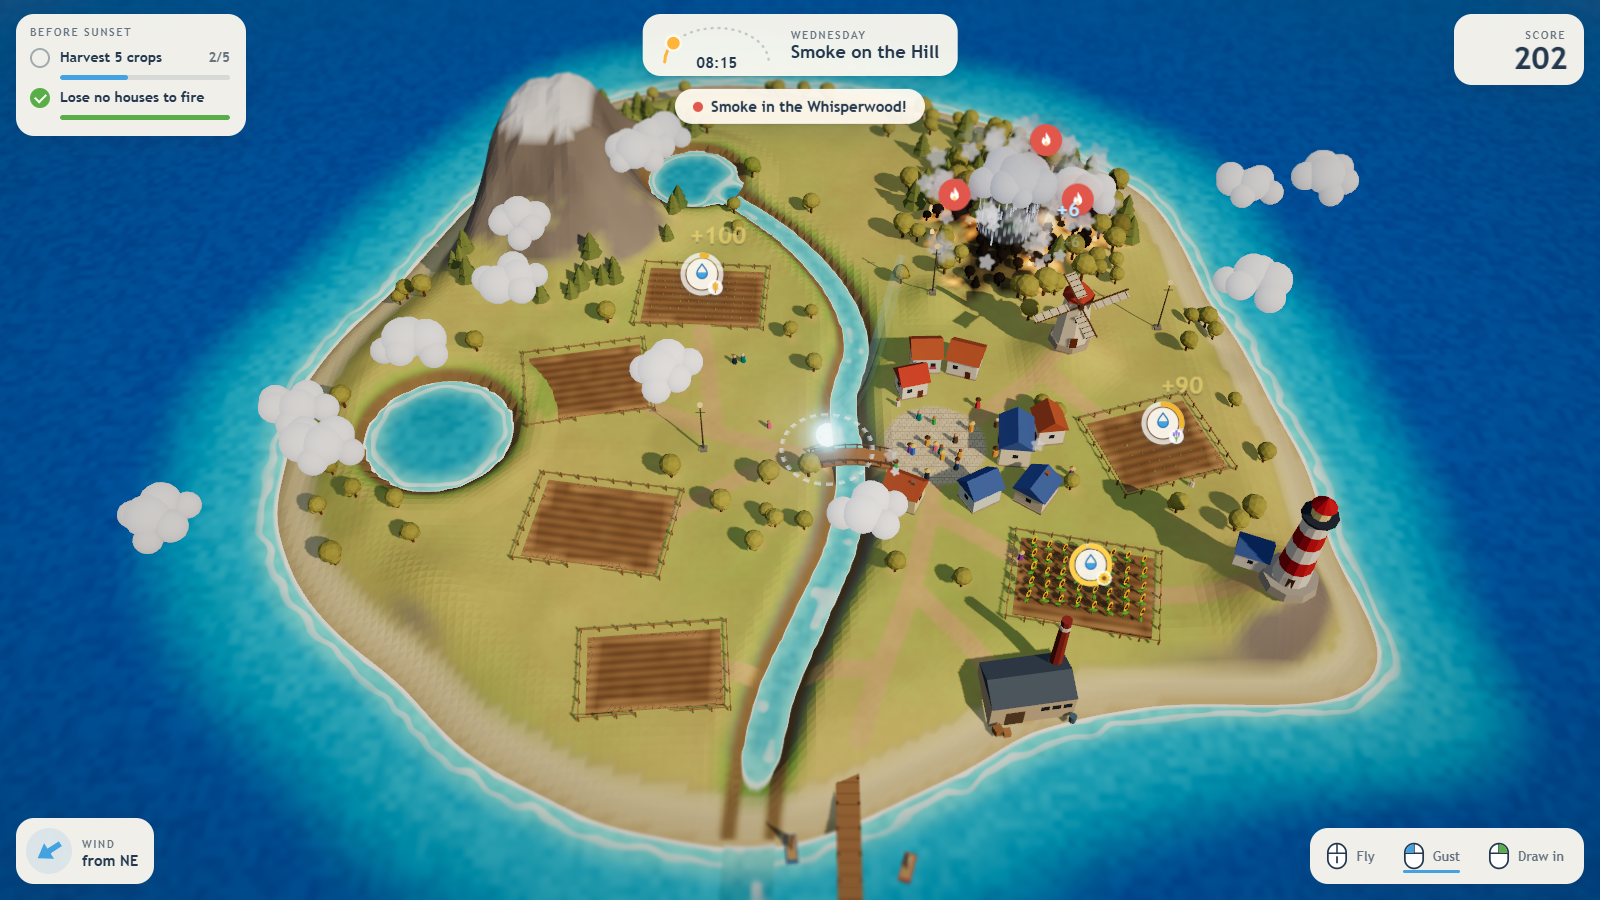 BEFORE SUNSET
Harvest 5 crops 2/5
Lose no houses to fire
08:15
WEDNESDAY
Smoke on the Hill
Smoke in the Whisperwood!
SCORE
202
+6
+100
+90
WIND
from NE
Fly
Gust
Draw in